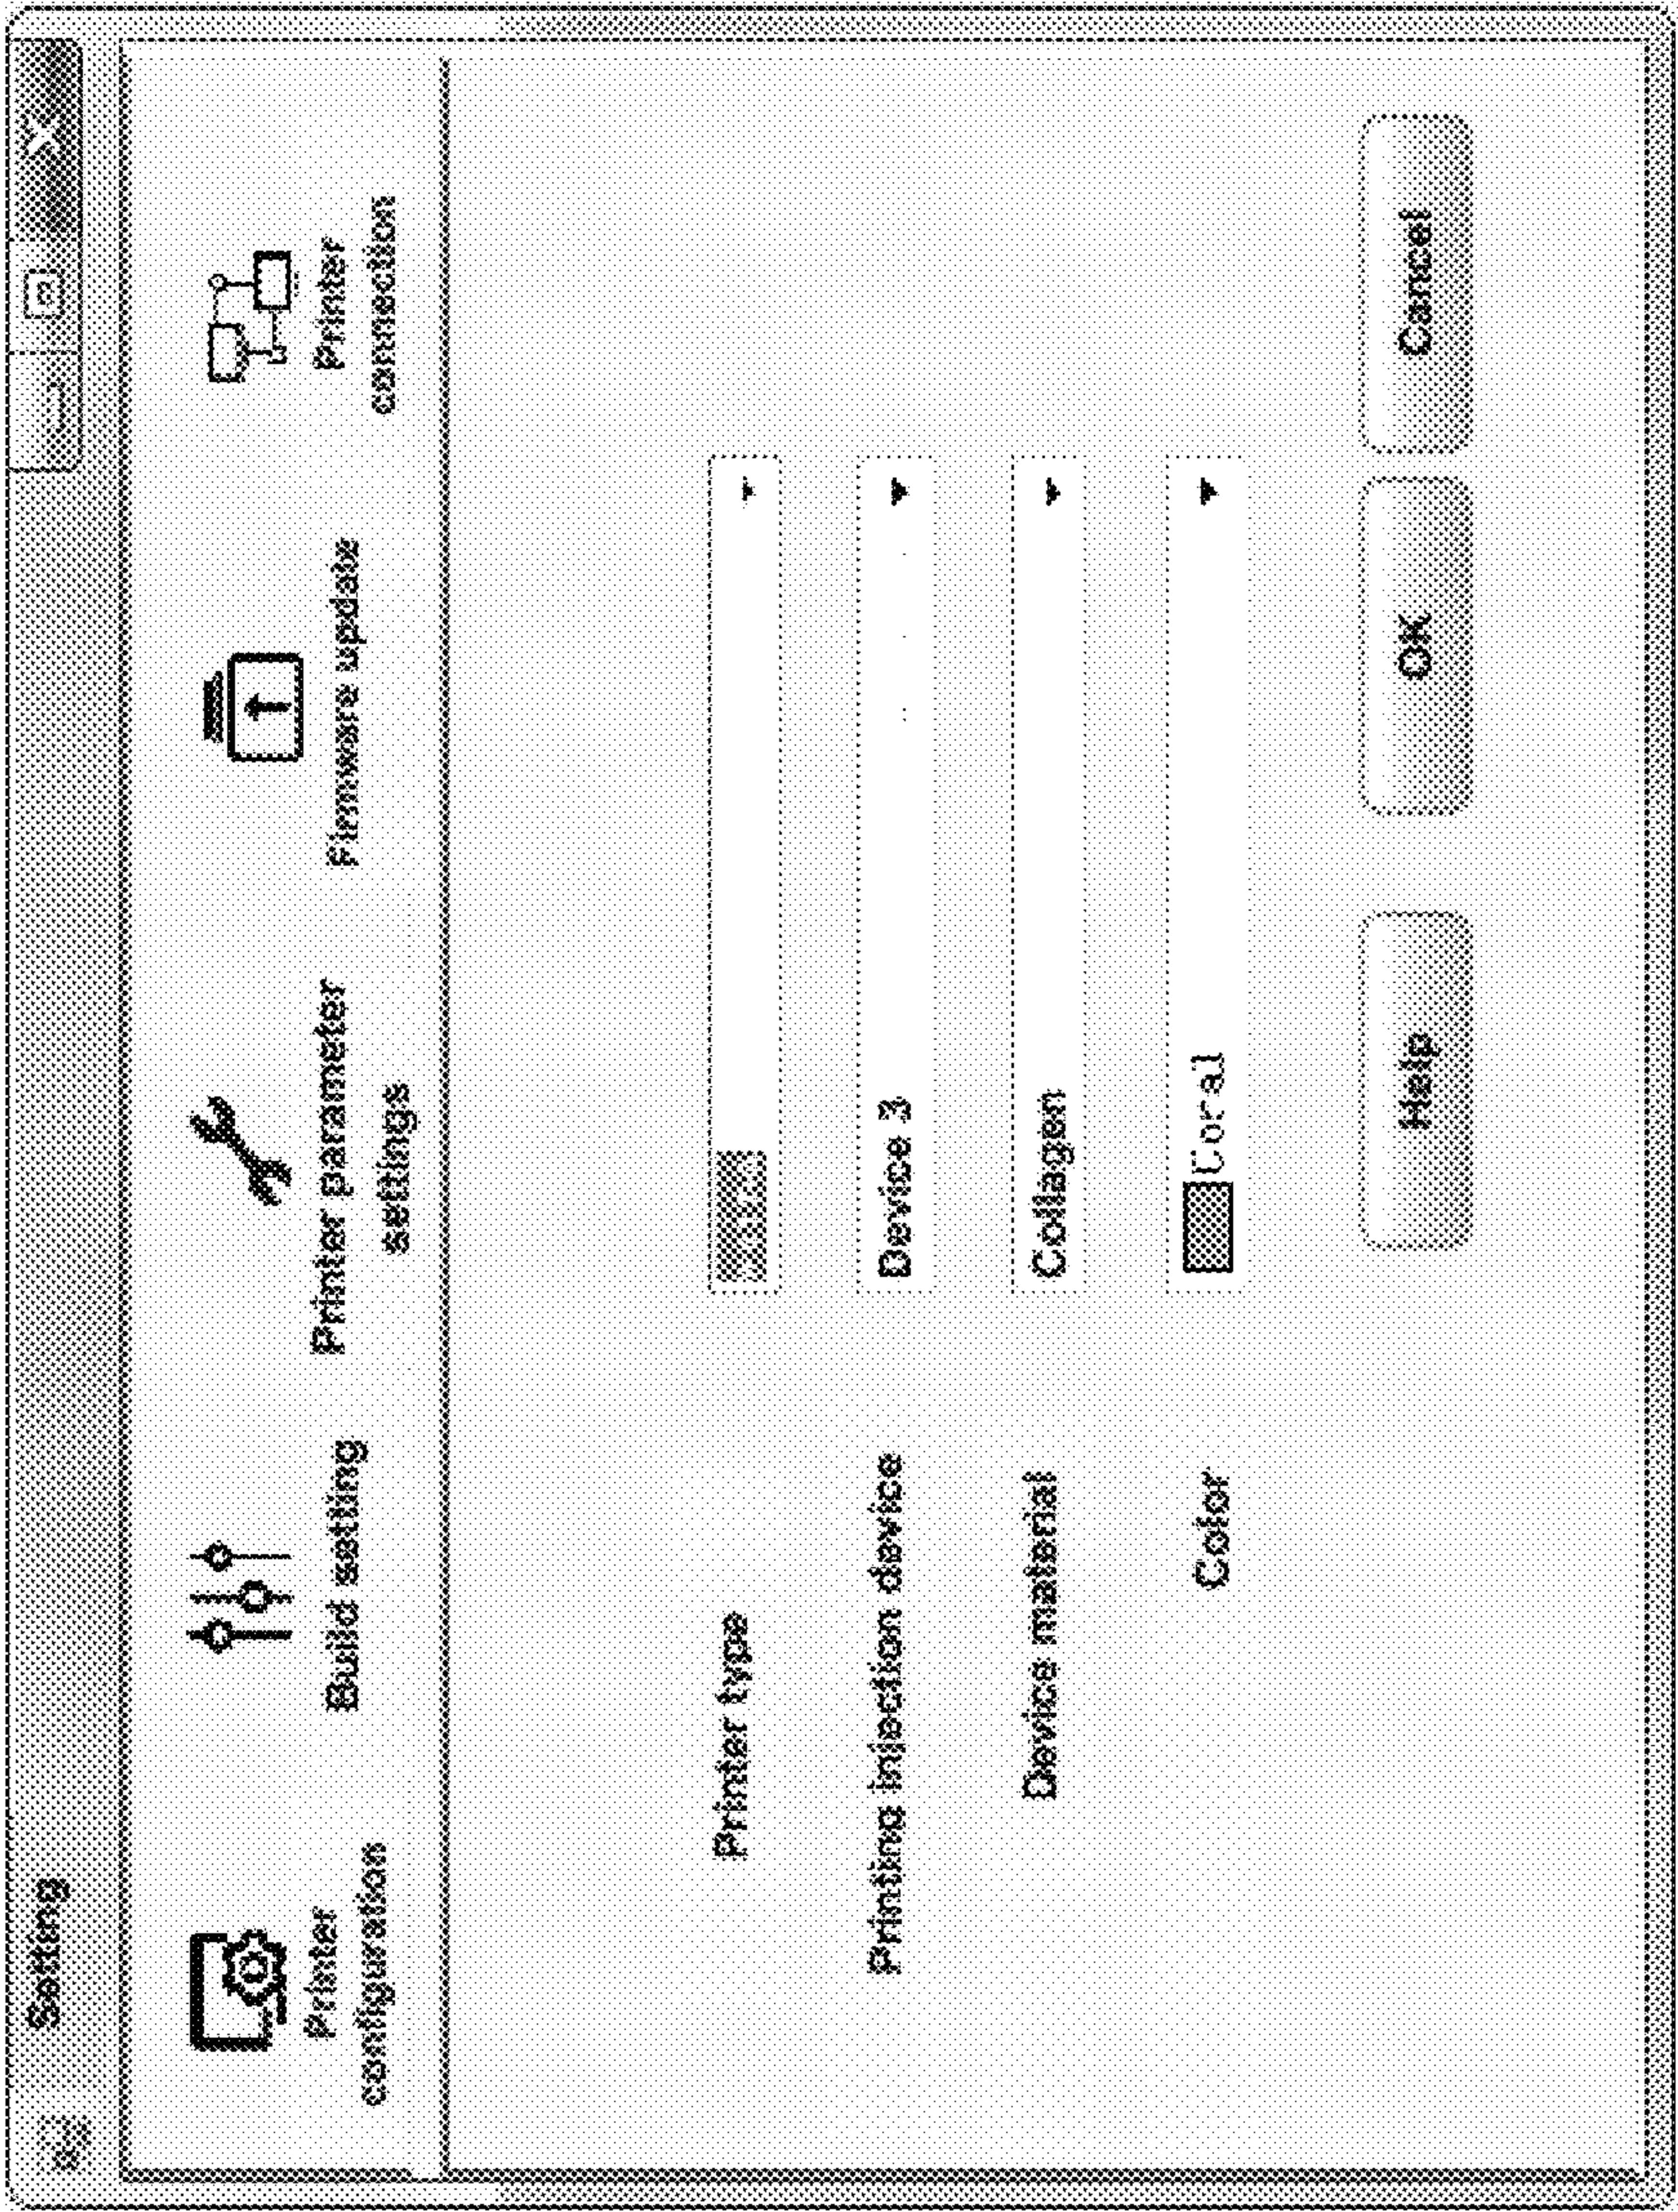 Setting
Printer
configuration
Build setting
Printer parameter
settings
Firmware update
Printer
connection
Printer type
Printing injection device
Device 3
Device material
Collagen
Color
Coral
Help
OK
Cancel